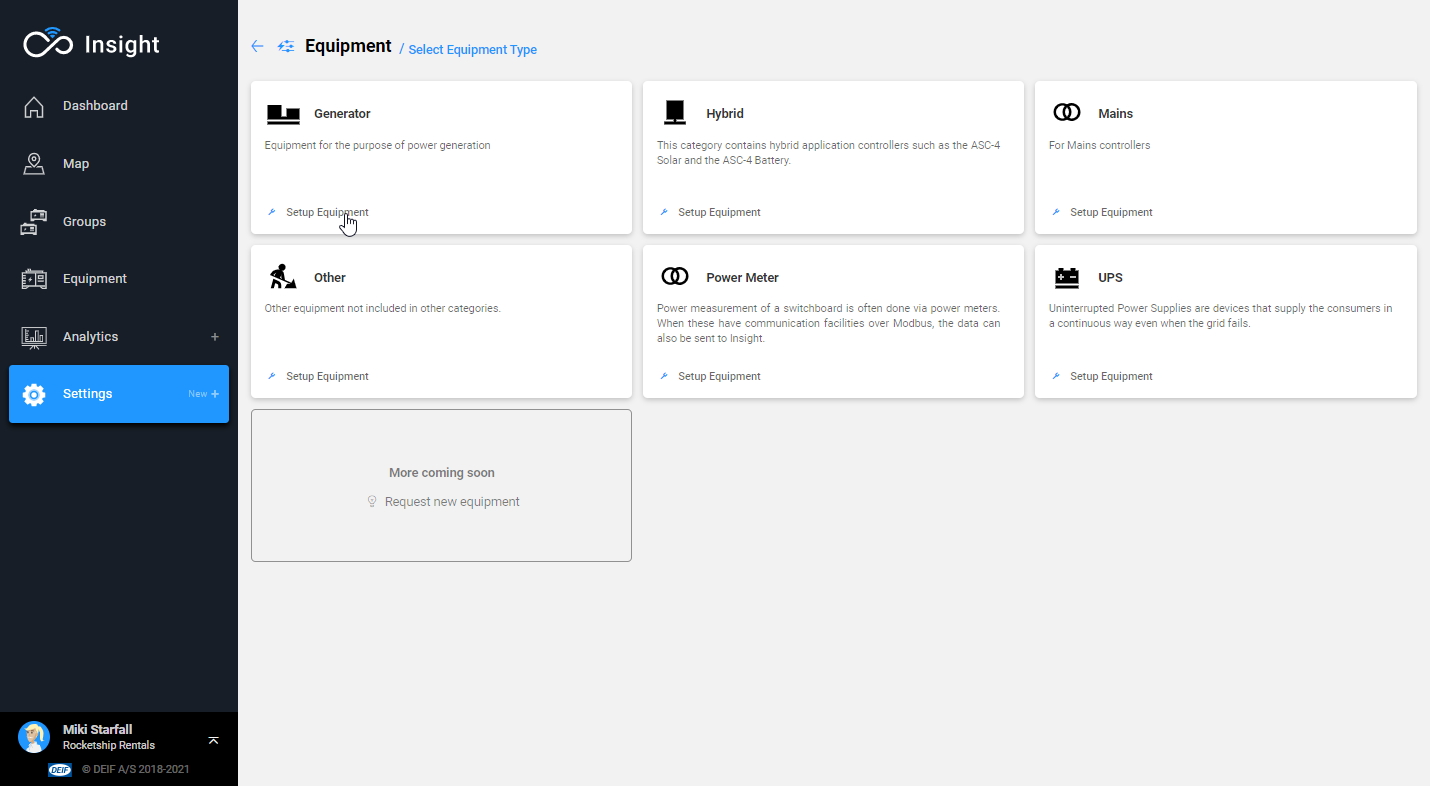 Insight
Dashboard
Map
Groups
Equipment
Analytics +
Settings New +
Miki Starfall
Rocketship Rentals
DEIF © DEIF A/S 2018-2021
← Equipment / Select Equipment Type
Generator
Equipment for the purpose of power generation
Setup Equipment
Hybrid
This category contains hybrid application controllers such as the ASC-4
Solar and the ASC-4 Battery.
Setup Equipment
Mains
For Mains controllers
Setup Equipment
Other
Other equipment not included in other categories.
Setup Equipment
Power Meter
Power measurement of a switchboard is often done via power meters.
When these have communication facilities over Modbus, the data can
also be sent to Insight.
Setup Equipment
UPS
Uninterrupted Power Supplies are devices that supply the consumers in
a continuous way even when the grid fails.
Setup Equipment
More coming soon
Request new equipment